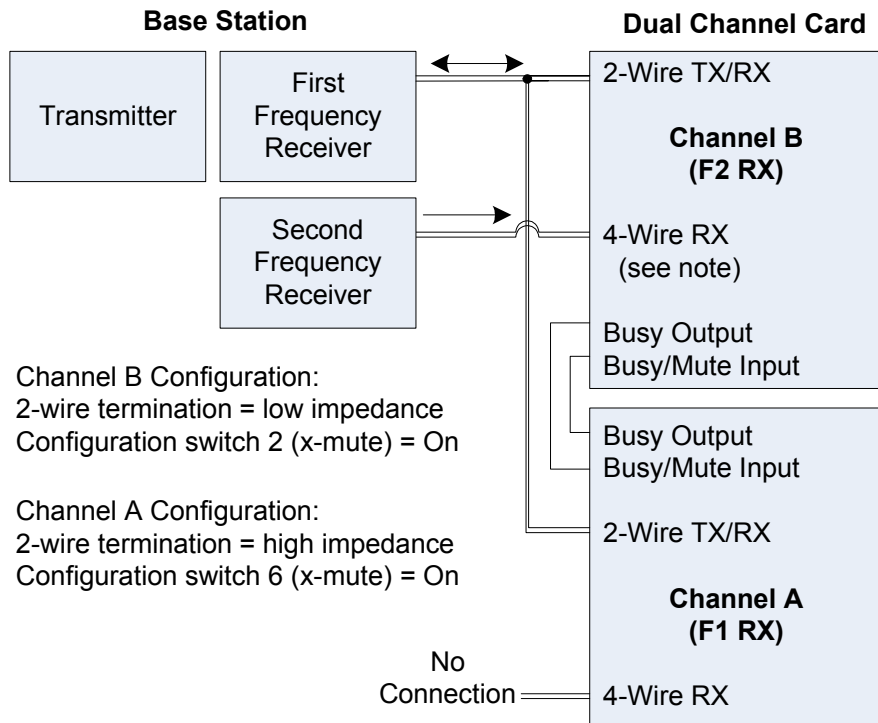 Base Station
Dual Channel Card
Transmitter
First
Frequency
Receiver
2-Wire TX/RX
Channel B
(F2 RX)
Second
Frequency
Receiver
4-Wire RX
(see note)
Busy Output
Busy/Mute Input
Channel B Configuration:
2-wire termination = low impedance
Configuration switch 2 (x-mute) = On
Busy Output
Busy/Mute Input
Channel A Configuration:
2-wire termination = high impedance
Configuration switch 6 (x-mute) = On
2-Wire TX/RX
Channel A
(F1 RX)
No
Connection
4-Wire RX